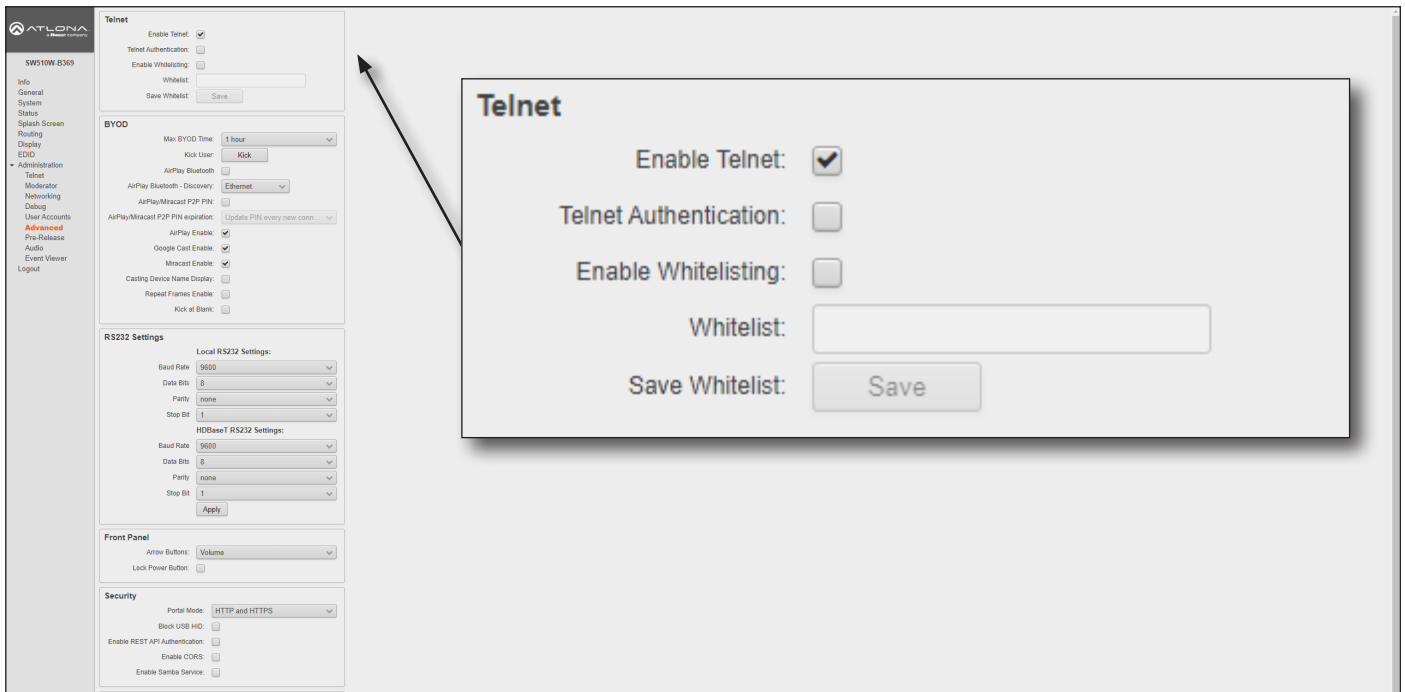 ATLONA
a Panduit company
SW510W-B369
Info
General
System
Status
Splash Screen
Routing
Display
EDID
Administration
Telnet
Moderator
Networking
Debug
User Accounts
Advanced
Pre-Release
Audio
Event Viewer
Logout
Telnet
Enable Telnet:
Telnet Authentication:
Enable Whitelisting:
Whitelist:
Save Whitelist: Save
BYOD
Max BYOD Time: 1 hour
Kick User: Kick
AirPlay Bluetooth
AirPlay Bluetooth - Discovery: Ethernet
AirPlay/Miracast P2P PIN:
AirPlay/Miracast P2P PIN expiration: Update PIN every new conn...
AirPlay Enable:
Google Cast Enable:
Miracast Enable:
Casting Device Name Display:
Repeat Frames Enable:
Kick at Blank:
RS232 Settings
Local RS232 Settings:
Baud Rate 9600
Data Bits 8
Parity none
Stop Bit 1
HDBaseT RS232 Settings:
Baud Rate 9600
Data Bits 8
Parity none
Stop Bit 1
Apply
Front Panel
Arrow Buttons: Volume
Lock Power Button:
Security
Portal Mode: HTTP and HTTPS
Block USB HID:
Enable REST API Authentication:
Enable CORS:
Enable Samba Service:
Telnet
Enable Telnet:
Telnet Authentication:
Enable Whitelisting:
Whitelist:
Save Whitelist: Save